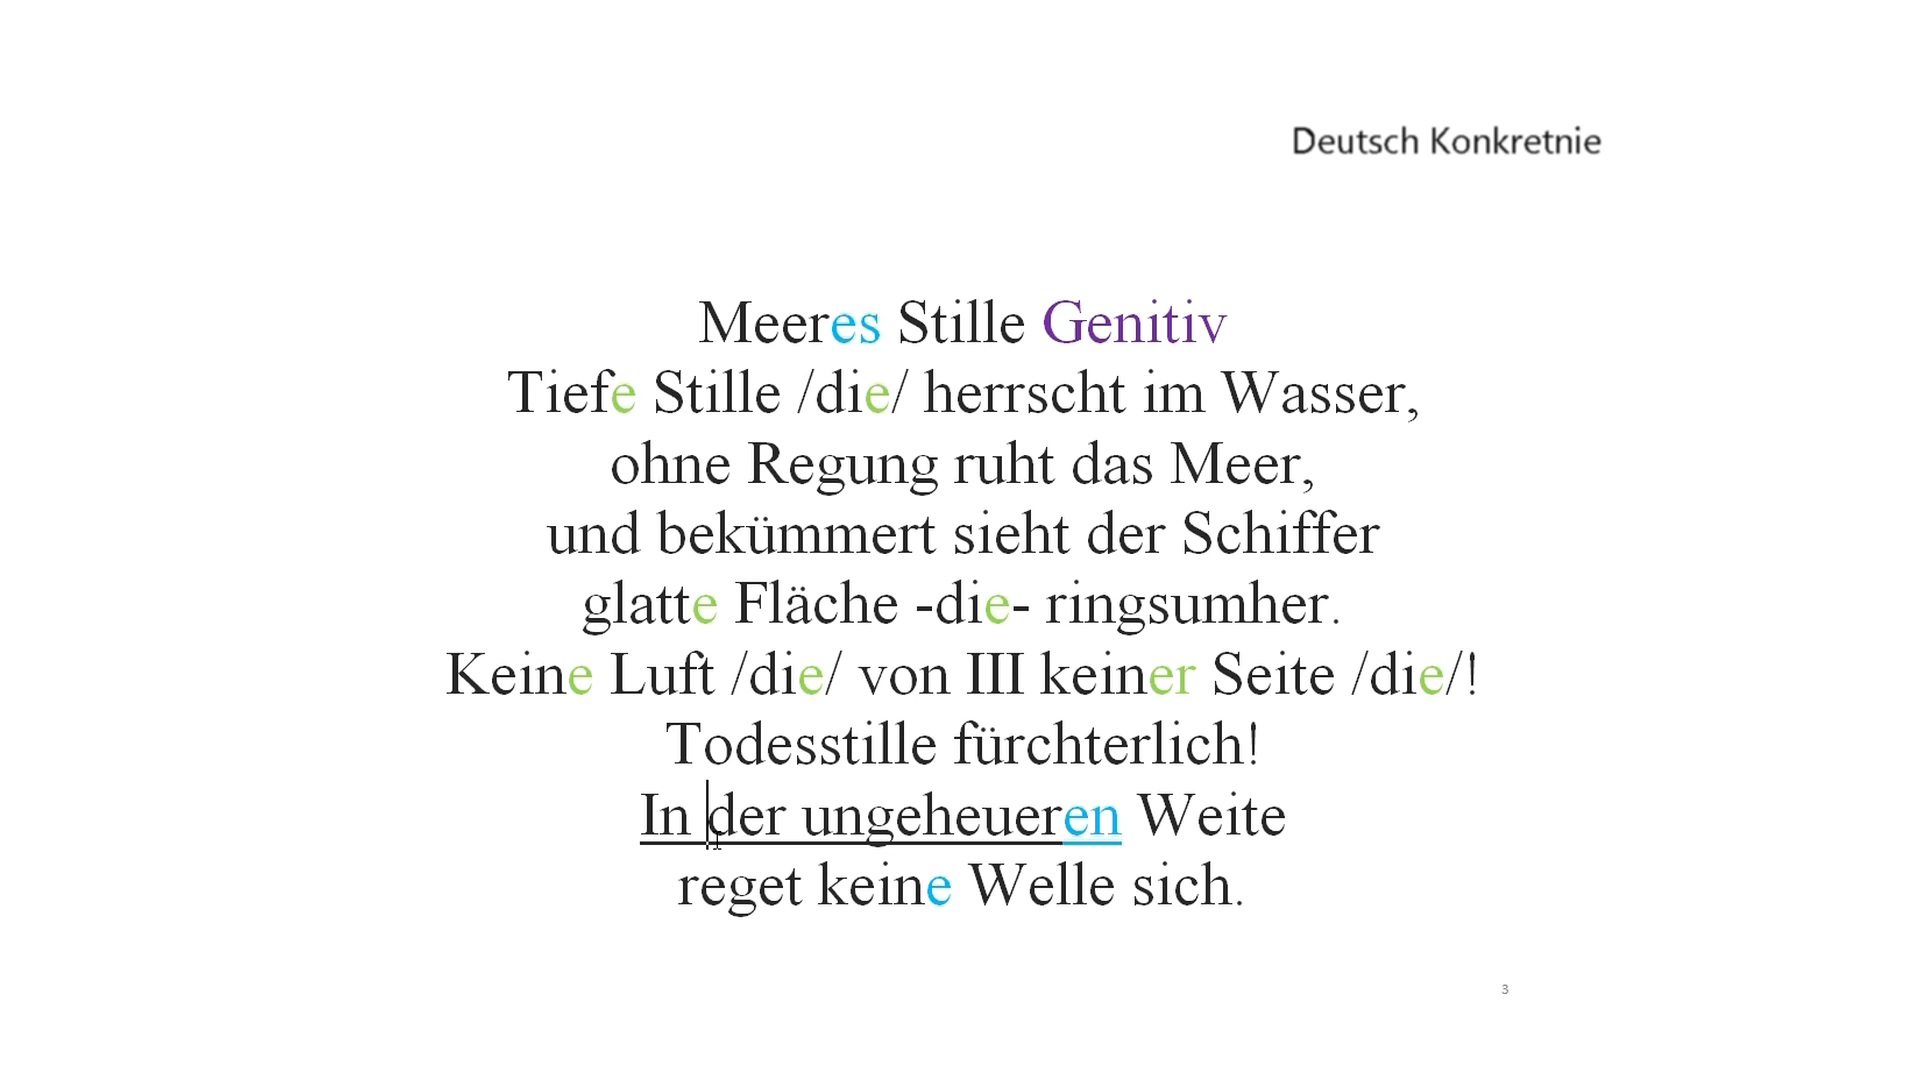 Deutsch Konkretnie
Meeres Stille Genitiv
Tiefe Stille /die/ herrscht im Wasser,
ohne Regung ruht das Meer,
und bekümmert sieht der Schiffer
glatte Fläche -die- ringsumher.
Keine Luft /die/ von III keiner Seite /die/!
Todesstille fürchterlich!
In der ungeheueren Weite
reget keine Welle sich.
3